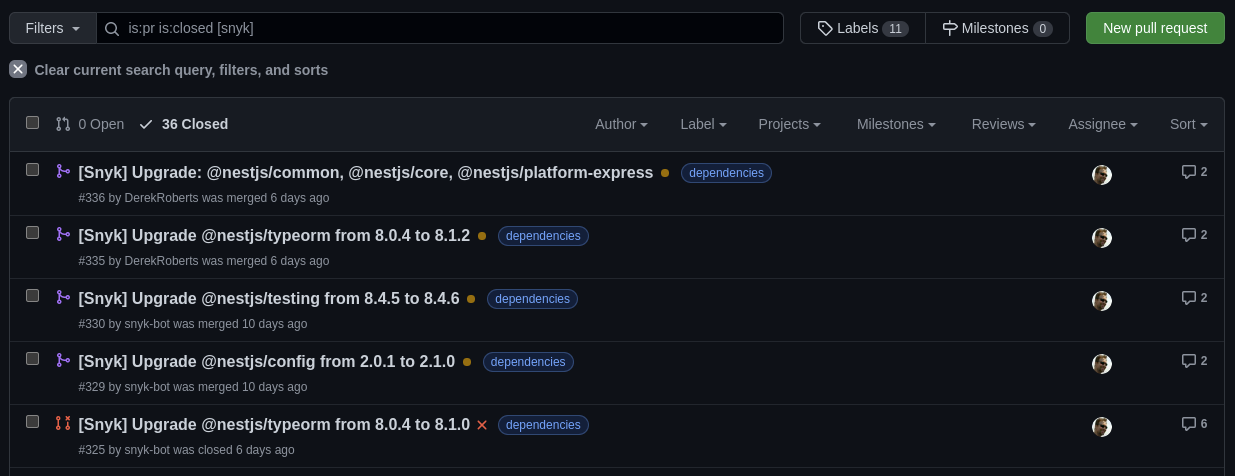 Filters is:pr is:closed [snyk] Labels 11 Milestones 0 New pull request
Clear current search query, filters, and sorts
0 Open 36 Closed Author Label Projects Milestones Reviews Assignee Sort
[Snyk] Upgrade: @nestjs/common, @nestjs/core, @nestjs/platform-express dependencies 2
#336 by DerekRoberts was merged 6 days ago
[Snyk] Upgrade @nestjs/typeorm from 8.0.4 to 8.1.2 dependencies 2
#335 by DerekRoberts was merged 6 days ago
[Snyk] Upgrade @nestjs/testing from 8.4.5 to 8.4.6 dependencies 2
#330 by snyk-bot was merged 10 days ago
[Snyk] Upgrade @nestjs/config from 2.0.1 to 2.1.0 dependencies 2
#329 by snyk-bot was merged 10 days ago
[Snyk] Upgrade @nestjs/typeorm from 8.0.4 to 8.1.0 dependencies 6
#325 by snyk-bot was closed 6 days ago